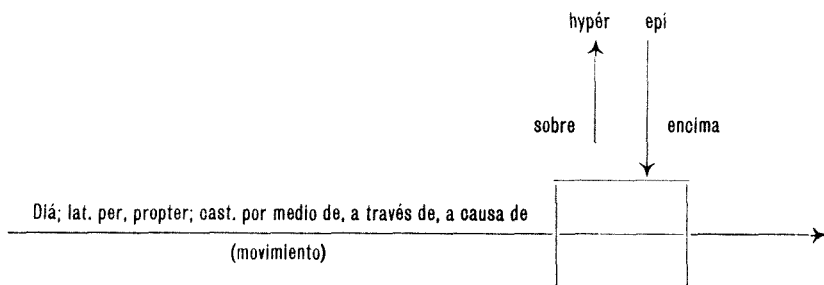 hypér epí
sobre encima
Diá; lat. per, propter; cast. por medio de, a través de, a causa de
(movimiento)